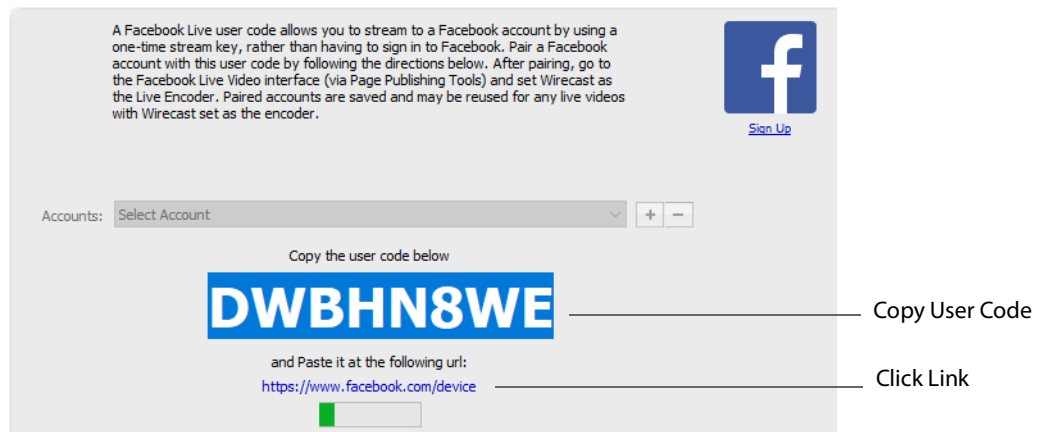 A Facebook Live user code allows you to stream to a Facebook account by using a
one-time stream key, rather than having to sign in to Facebook. Pair a Facebook
account with this user code by following the directions below. After pairing, go to
the Facebook Live Video interface (via Page Publishing Tools) and set Wirecast as
the Live Encoder. Paired accounts are saved and may be reused for any live videos
with Wirecast set as the encoder.
Sign Up
Accounts: Select Account + −
Copy the user code below
DWBHN8WE
Copy User Code
and Paste it at the following url:
https://www.facebook.com/device
Click Link